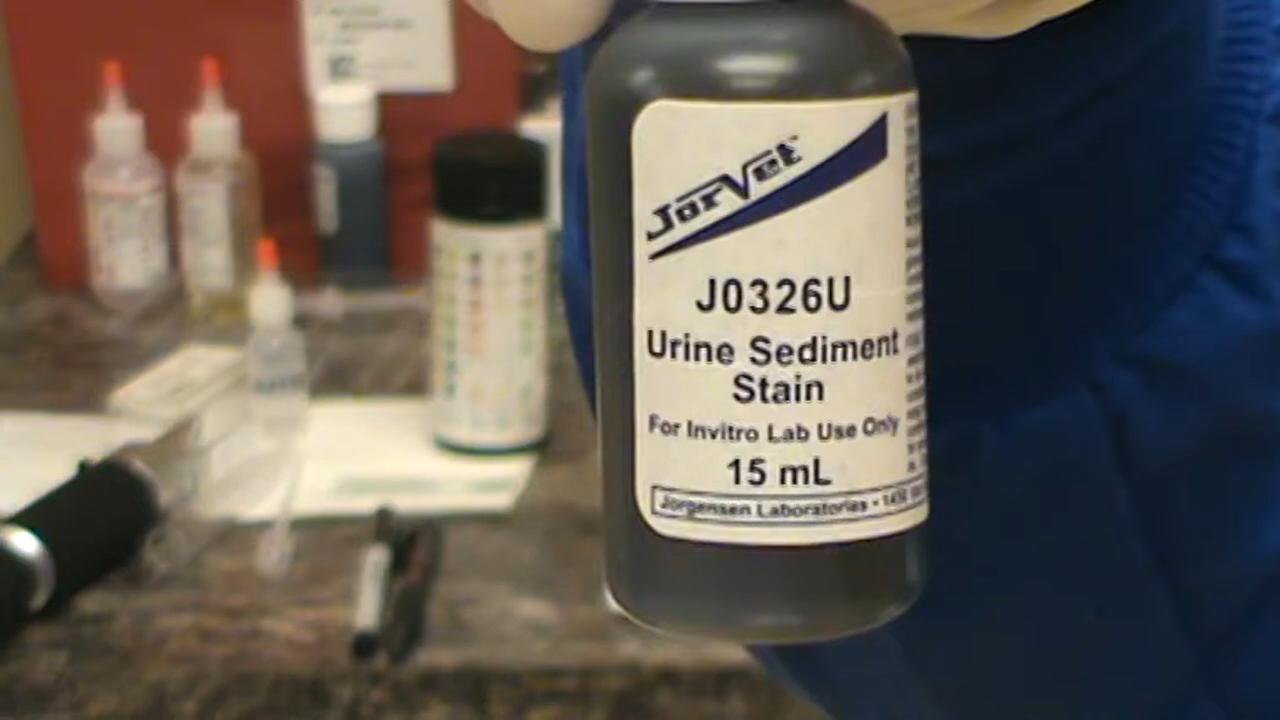 JorVet
J0326U
Urine Sediment
Stain
For Invitro Lab Use Only
15 mL
Jorgensen Laboratories •